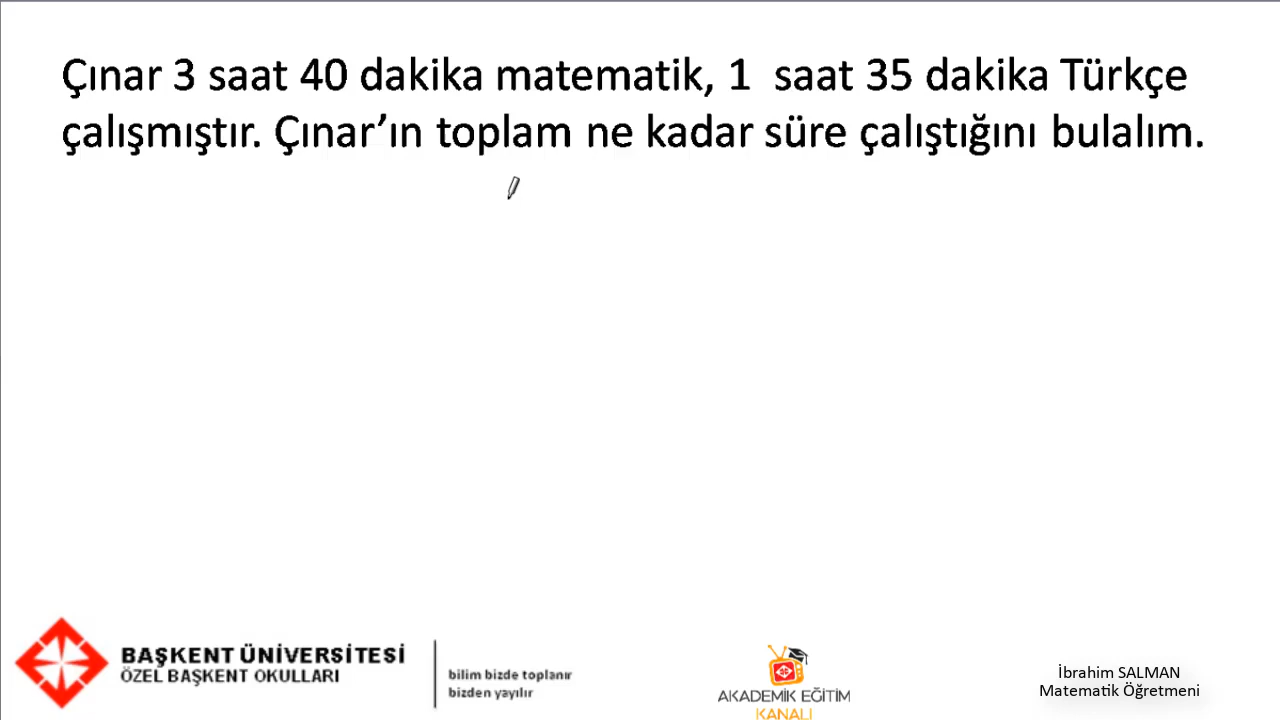 Çınar 3 saat 40 dakika matematik, 1  saat 35 dakika Türkçe
çalışmıştır. Çınar’ın toplam ne kadar süre çalıştığını bulalım.
BAŞKENT ÜNİVERSİTESİ
ÖZEL BAŞKENT OKULLARI
bilim bizde toplanır
bizden yayılır
AKADEMİK EĞİTİM
KANALI
İbrahim SALMAN
Matematik Öğretmeni